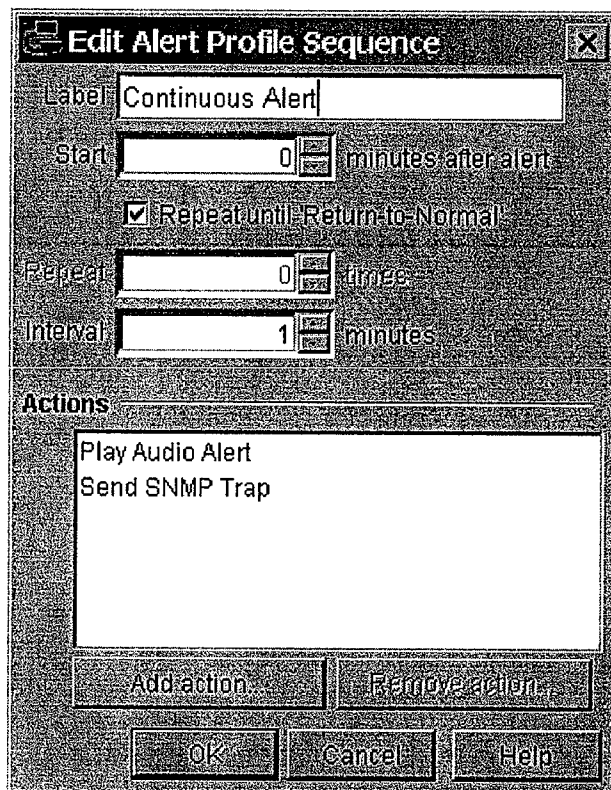 Edit Alert Profile Sequence
Label Continuous Alert
Start 0 minutes after alert
Repeat until 'Return-to-Normal'
Repeat 0 times
Interval 1 minutes
Actions
Play Audio Alert
Send SNMP Trap
Add action... Remove action...
OK Cancel Help